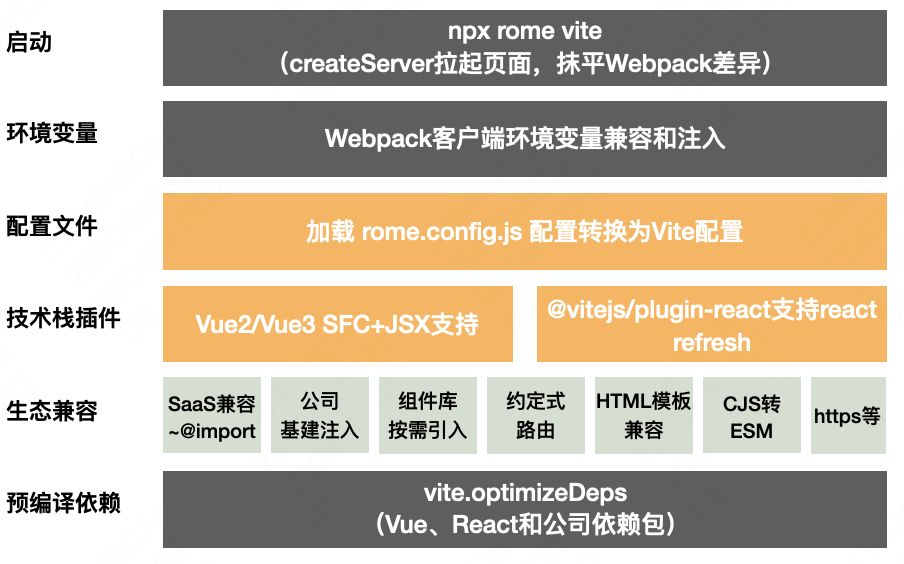 启动
npx rome vite
（createServer拉起页面，抹平Webpack差异）
环境变量
Webpack客户端环境变量兼容和注入
配置文件
加载 rome.config.js 配置转换为Vite配置
技术栈插件
Vue2/Vue3 SFC+JSX支持
@vitejs/plugin-react支持react
refresh
生态兼容
SaaS兼容
~@import
公司
基建注入
组件库
按需引入
约定式
路由
HTML模板
兼容
CJS转
ESM
https等
预编译依赖
vite.optimizeDeps
（Vue、React和公司依赖包）